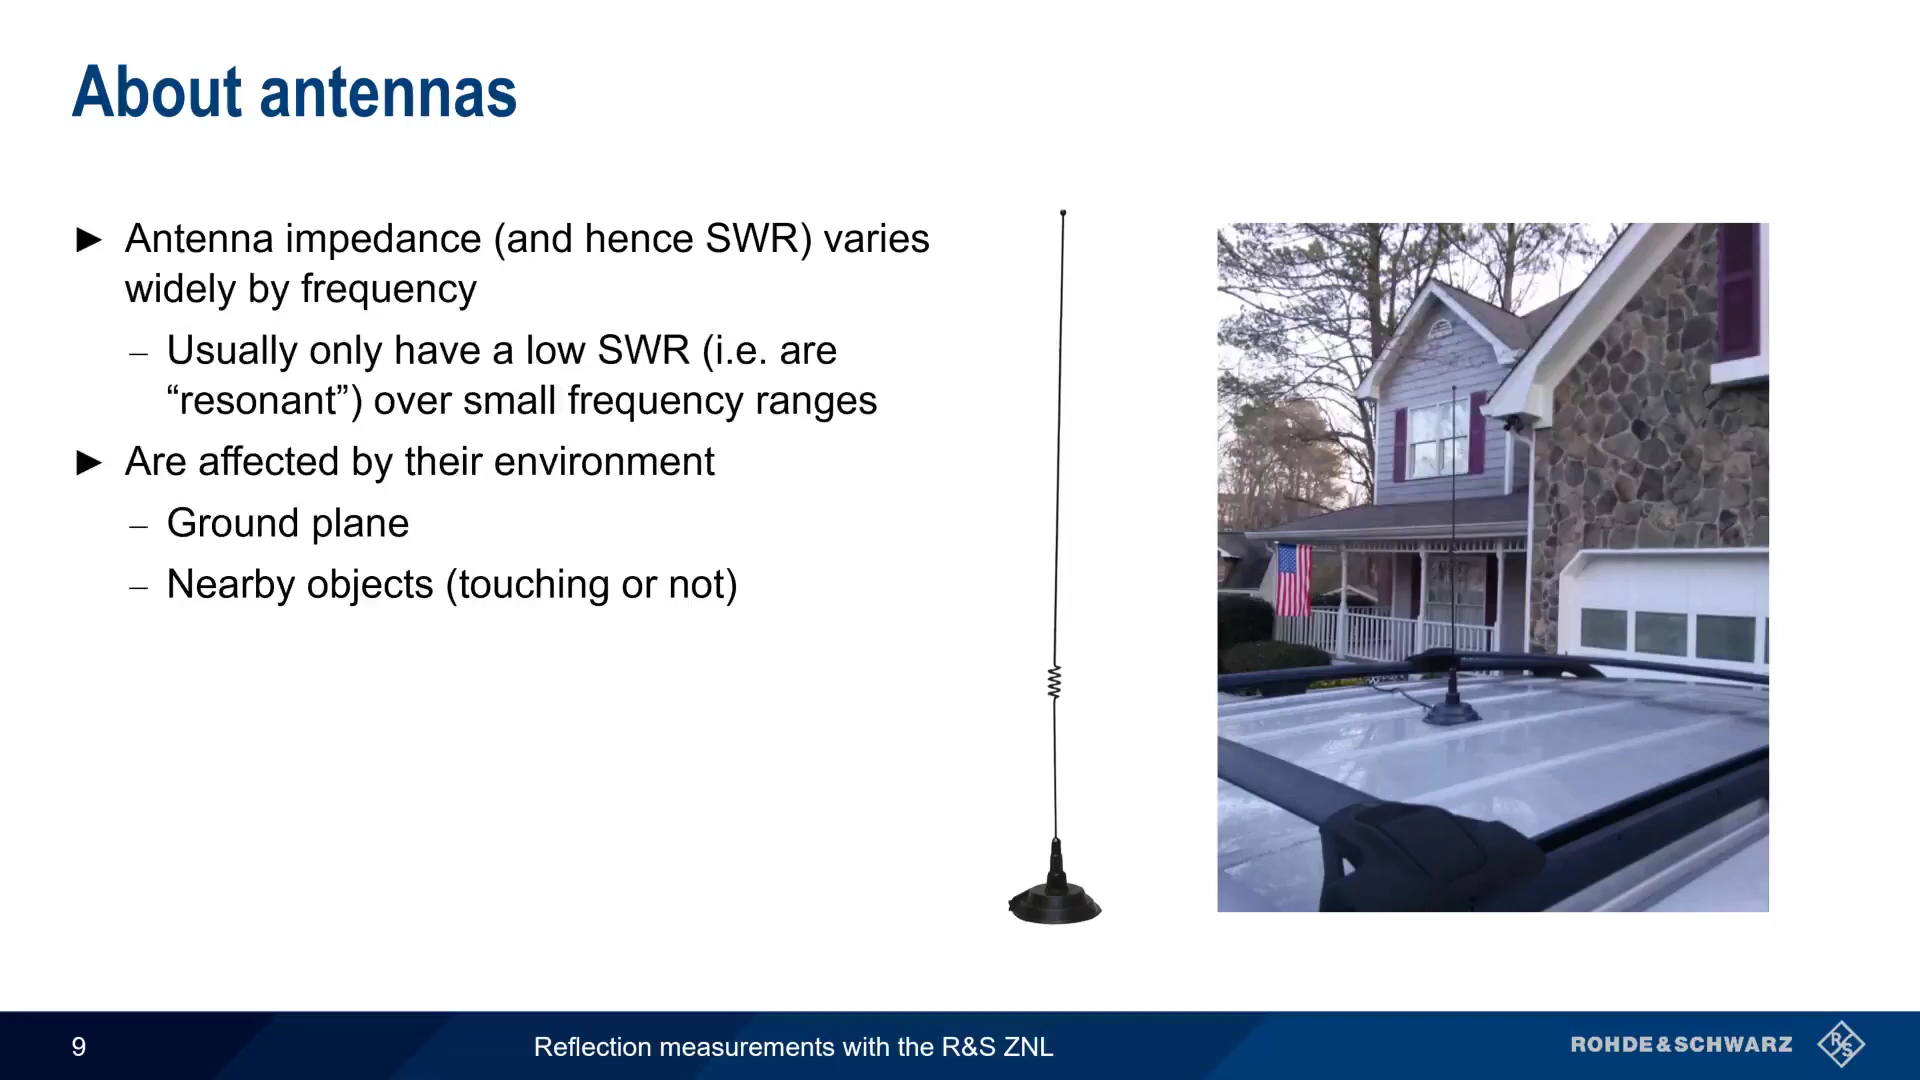 About antennas
► Antenna impedance (and hence SWR) varies
widely by frequency
– Usually only have a low SWR (i.e. are
“resonant”) over small frequency ranges
► Are affected by their environment
– Ground plane
– Nearby objects (touching or not)
9
Reflection measurements with the R&S ZNL
ROHDE&SCHWARZ
RS